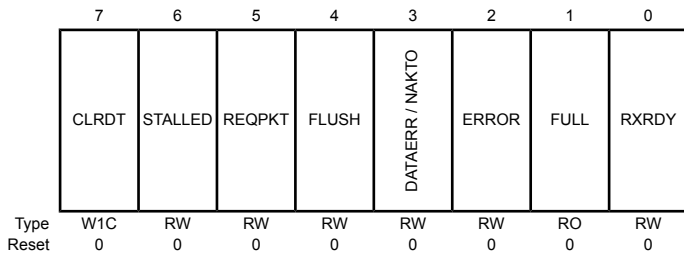 7 6 5 4 3 2 1 0
CLRDT STALLED REQPKT FLUSH DATAERR / NAKTO ERROR FULL RXRDY
Type W1C RW RW RW RW RW RO RW
Reset 0 0 0 0 0 0 0 0